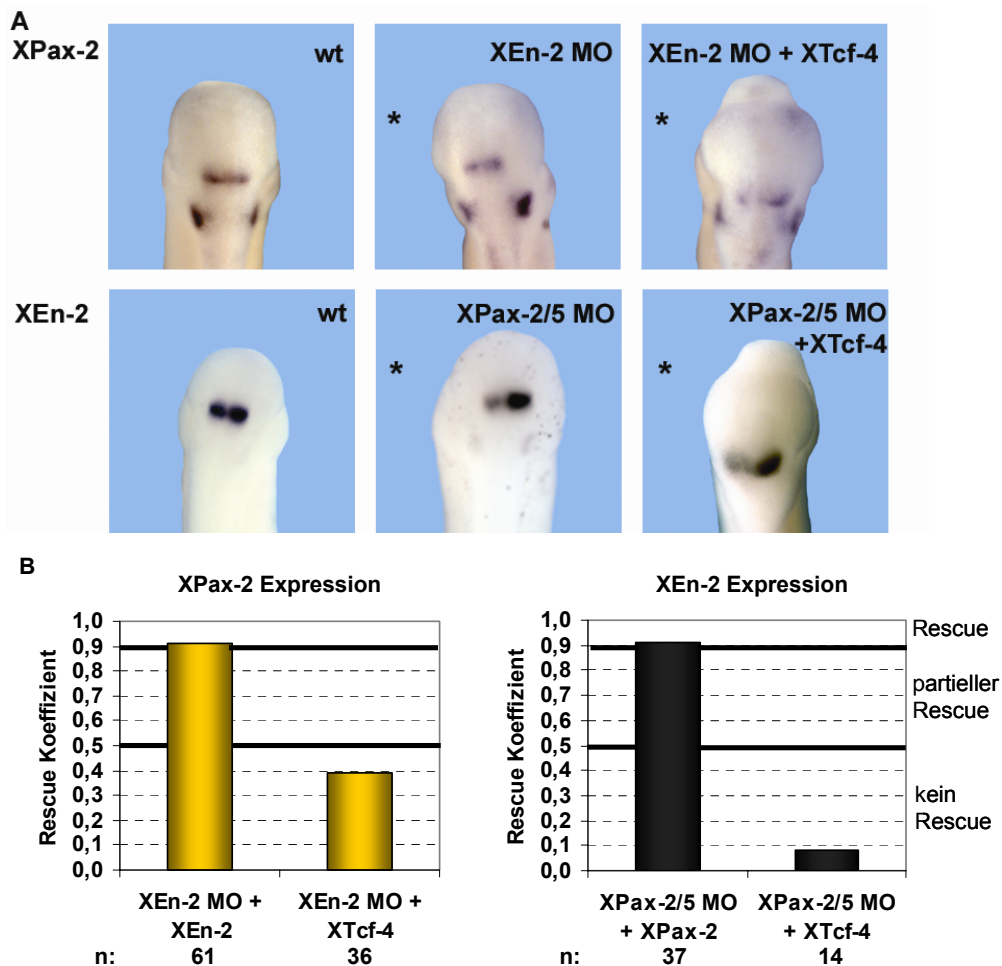 A
XPax-2
wt
XEn-2 MO
XEn-2 MO + XTcf-4
*
*
XEn-2
wt
XPax-2/5 MO
XPax-2/5 MO
+XTcf-4
*
*
B
XPax-2 Expression
Rescue Koeffizient
1,0
0,9
0,8
0,7
0,6
0,5
0,4
0,3
0,2
0,1
0,0
XEn-2 MO +
XEn-2
XEn-2 MO +
XTcf-4
n:
61
36
XEn-2 Expression
Rescue Koeffizient
1,0
0,9
0,8
0,7
0,6
0,5
0,4
0,3
0,2
0,1
0,0
Rescue
partieller
Rescue
kein
Rescue
XPax-2/5 MO
+ XPax-2
XPax-2/5 MO
+ XTcf-4
n:
37
14